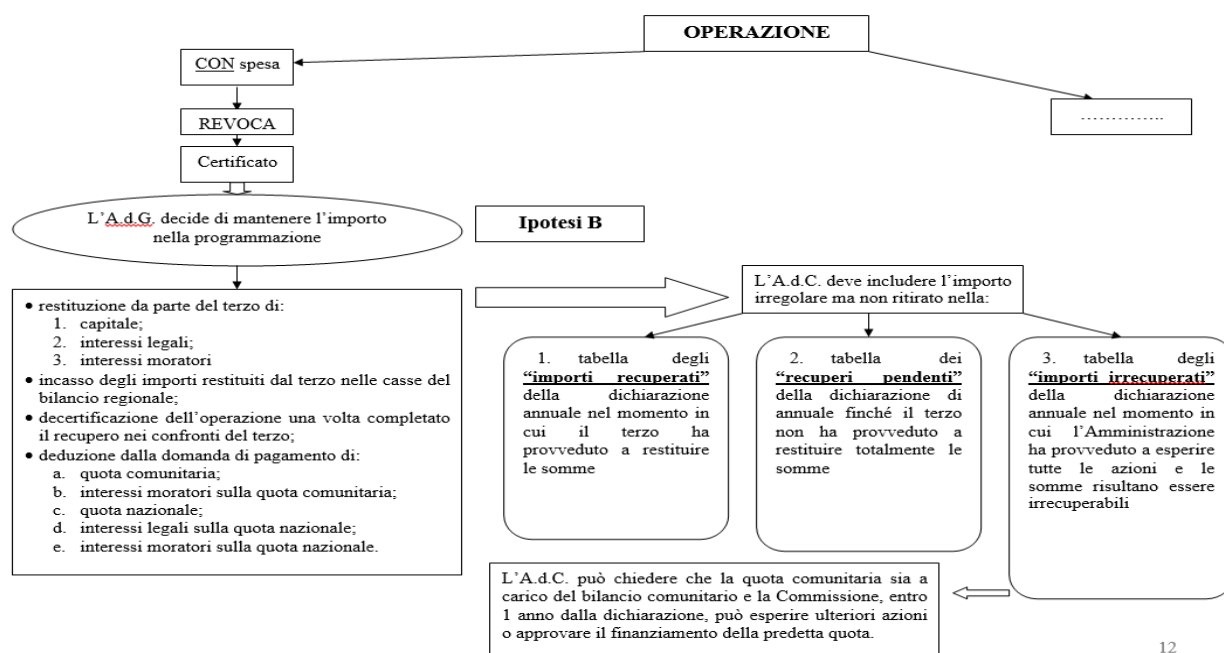 OPERAZIONE
CON spesa
…………..
REVOCA
Certificato
L’A.d.G. decide di mantenere l’importo
nella programmazione
Ipotesi B
• restituzione da parte del terzo di:
1. capitale;
2. interessi legali;
3. interessi moratori
• incasso degli importi restituiti dal terzo nelle casse del
bilancio regionale;
• decertificazione dell’operazione una volta completato
il recupero nei confronti del terzo;
• deduzione dalla domanda di pagamento di:
a. quota comunitaria;
b. interessi moratori sulla quota comunitaria;
c. quota nazionale;
d. interessi legali sulla quota nazionale;
e. interessi moratori sulla quota nazionale.
L’A.d.C. deve includere l’importo
irregolare ma non ritirato nella:
1. tabella degli
“importi recuperati”
della dichiarazione
annuale nel momento in
cui il terzo ha
provveduto a restituire
le somme
2. tabella dei
“recuperi pendenti”
della dichiarazione di
annuale finché il terzo
non ha provveduto a
restituire totalmente le
somme
3. tabella degli
“importi irrecuperati”
della dichiarazione
annuale nel momento in
cui l’Amministrazione
ha provveduto a esperire
tutte le azioni e le
somme risultano essere
irrecuperabili
L’A.d.C. può chiedere che la quota comunitaria sia a
carico del bilancio comunitario e la Commissione, entro
1 anno dalla dichiarazione, può esperire ulteriori azioni
o approvare il finanziamento della predetta quota.
12